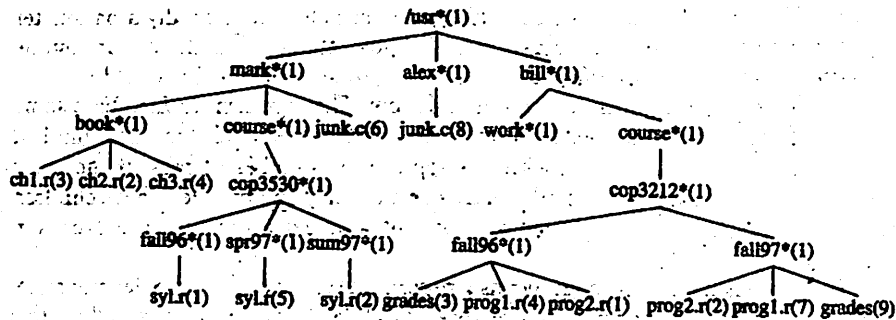 /usr*(1)
mark*(1) alex*(1) bill*(1)
book*(1) course*(1) junk.c(6) junk.c(8) work*(1) course*(1)
ch1.r(3) ch2.r(2) ch3.r(4) cop3530*(1) cop3212*(1)
fall96*(1) spr97*(1) sum97*(1) fall96*(1) fall97*(1)
syl.r(1) syl.r(5) syl.r(2) grades(3) prog1.r(4) prog2.r(1) prog2.r(2) prog1.r(7) grades(9)